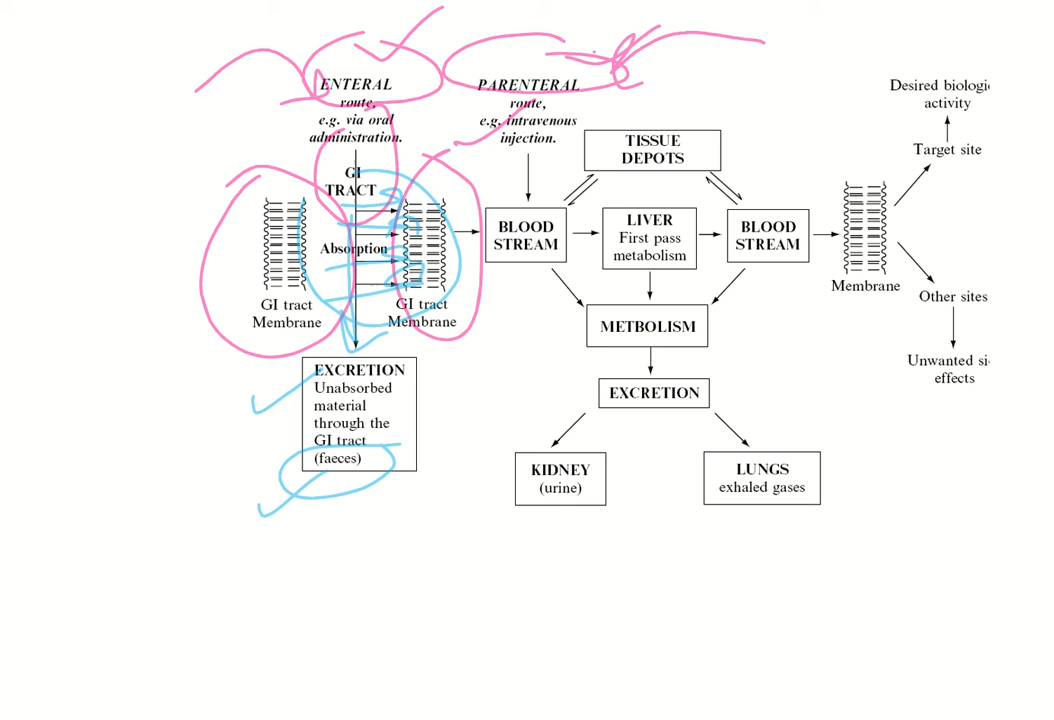 ENTERAL
route,
e.g. via oral
administration.
PARENTERAL
route,
e.g. intravenous
injection.
GI
TRACT
Absorption
GI tract
Membrane
GI tract
Membrane
EXCRETION
Unabsorbed
material
through the
GI tract
(faeces)
BLOOD
STREAM
TISSUE
DEPOTS
LIVER
First pass
metabolism
BLOOD
STREAM
METBOLISM
EXCRETION
KIDNEY
(urine)
LUNGS
exhaled gases
Membrane
Desired biologi
activity
Target site
Other sites
Unwanted si
effects